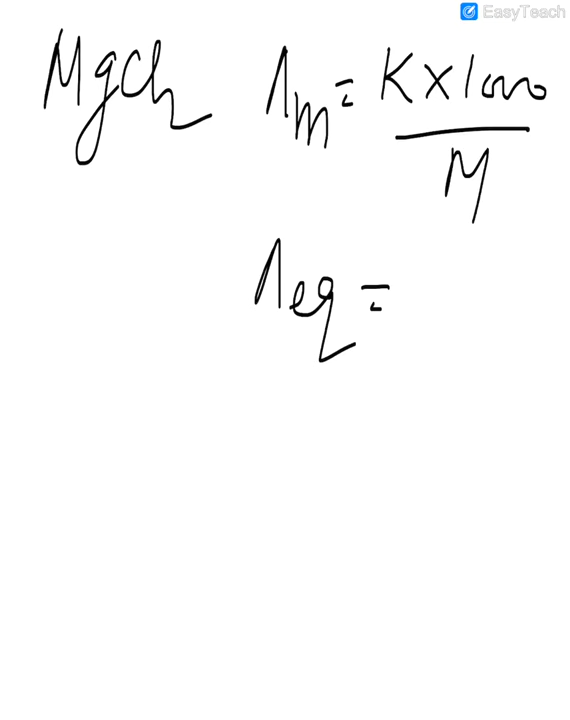 EasyTeach
MgCl₂ Λm = K×1000 / M
Λeq =